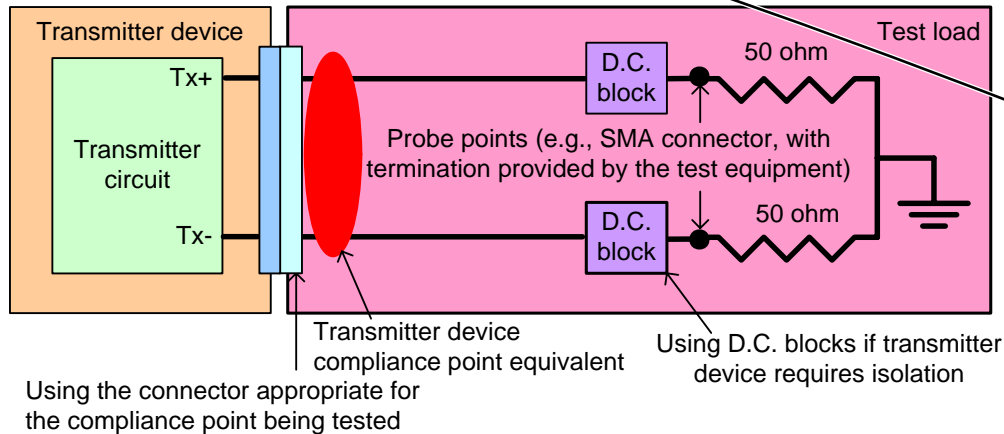 Transmitter device
Test load
50 ohm
Tx+
D.C.
block
Transmitter
circuit
Probe points (e.g., SMA connector, with
termination provided by the test equipment)
50 ohm
Tx-
D.C.
block
Transmitter device
compliance point equivalent
Using D.C. blocks if transmitter
device requires isolation
Using the connector appropriate for
the compliance point being tested